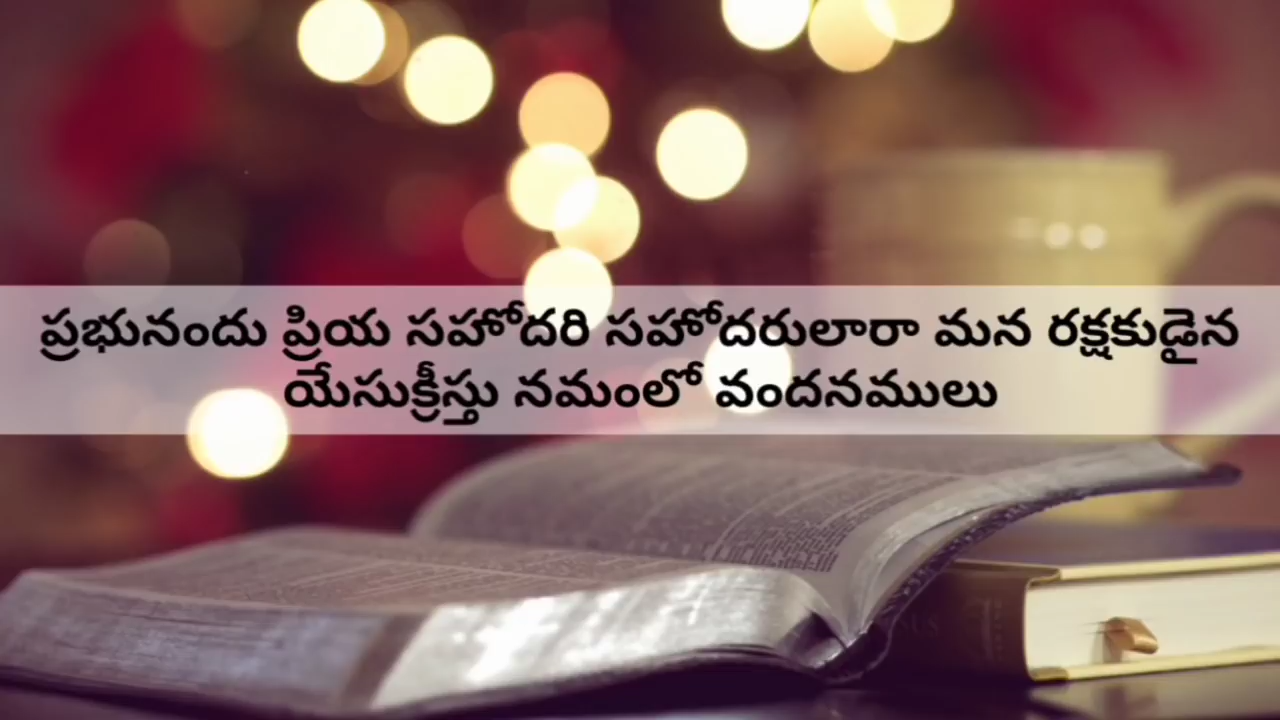 ప్రభునందు ప్రియ సహోదరి సహోదరులారా మన రక్షకుడైన
యేసుక్రీస్తు నమంలో వందనములు